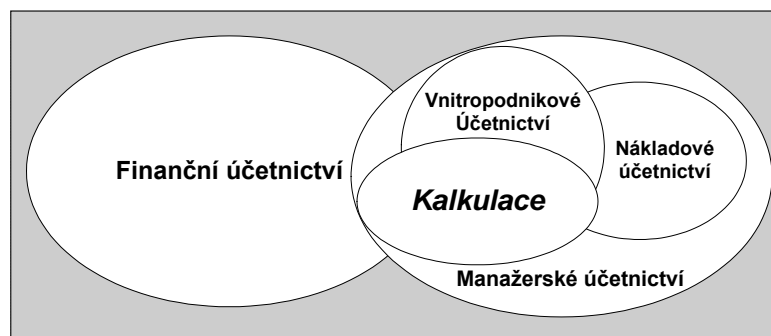 Finanční účetnictví
Vnitropodnikové
Účetnictví
Nákladové
účetnictví
Kalkulace
Manažerské účetnictví